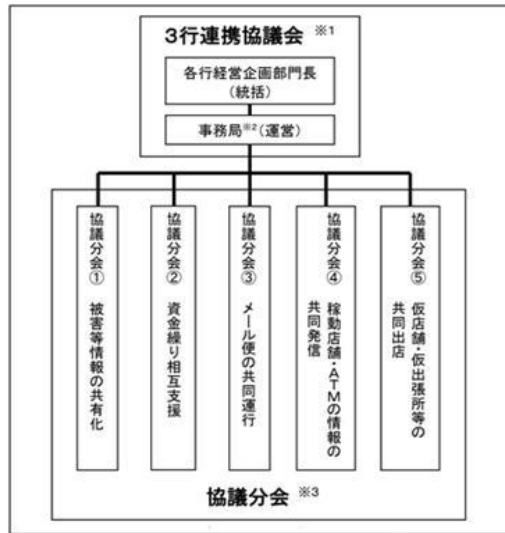 3行連携協議会 ※1
各行経営企画部門長
(統括)
事務局※2(運営)
協議分会① 被害等情報の共有化
協議分会② 資金繰り相互支援
協議分会③ メール便の共同運行
協議分会④ 稼動店舗・ATMの情報の
共同発信
協議分会⑤ 仮店舗・仮出張所等の
共同出店
協議分会 ※3